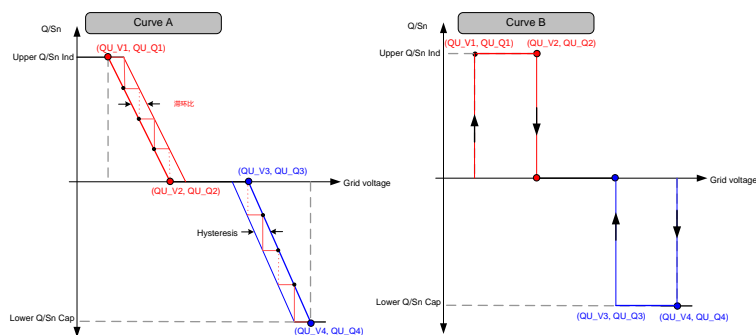 Curve A
Q/Sn
(QU_V1, QU_Q1)
Upper Q/Sn Ind
滞环比
(QU_V3, QU_Q3)
Grid voltage
(QU_V2, QU_Q2)
Hysteresis
Lower Q/Sn Cap
(QU_V4, QU_Q4)
Curve B
Q/Sn
(QU_V1, QU_Q1)
(QU_V2, QU_Q2)
Upper Q/Sn Ind
Grid voltage
Lower Q/Sn Cap
(QU_V3, QU_Q3)
(QU_V4, QU_Q4)